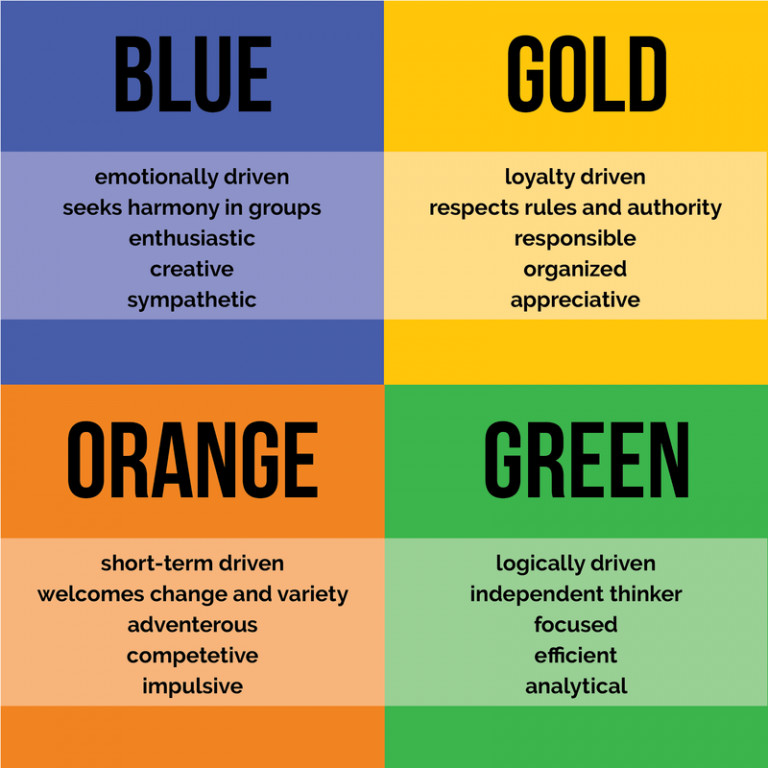 BLUE
emotionally driven
seeks harmony in groups
enthusiastic
creative
sympathetic
GOLD
loyalty driven
respects rules and authority
responsible
organized
appreciative
ORANGE
short-term driven
welcomes change and variety
adventerous
competetive
impulsive
GREEN
logically driven
independent thinker
focused
efficient
analytical